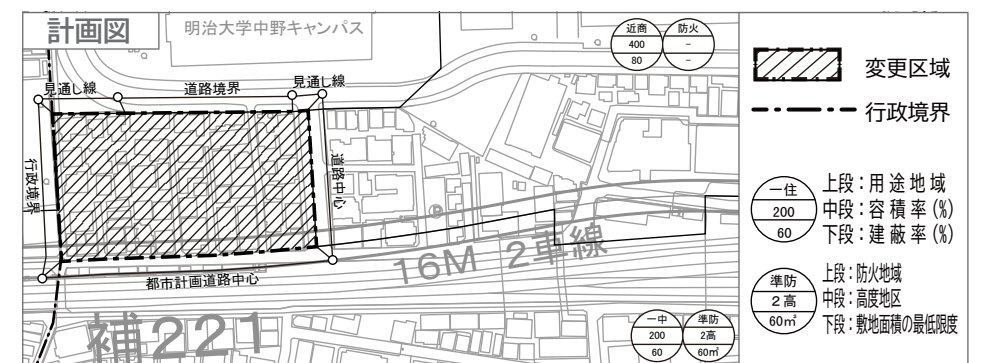 計画図
明治大学中野キャンパス
近商
400
80
防火
-
-
見通し線
道路境界
見通し線
行政境界
道路中心
都市計画道路中心
16M 2車線
補221
一中
200
60
準防
2高
60㎡
変更区域
行政境界
一住
200
60
上段：用途地域
中段：容積率(%)
下段：建蔽率(%)
準防
2高
60㎡
上段：防火地域
中段：高度地区
下段：敷地面積の最低限度